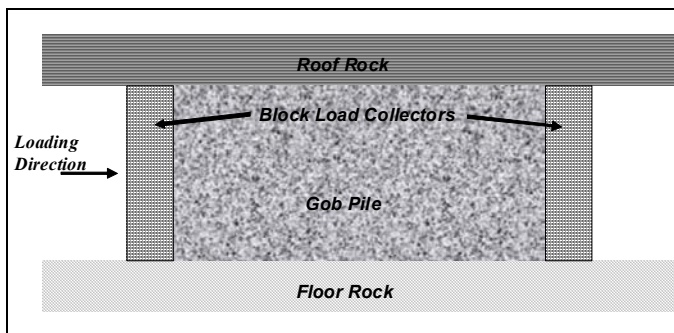 Roof Rock
Block Load Collectors
Loading
Direction
Gob Pile
Floor Rock